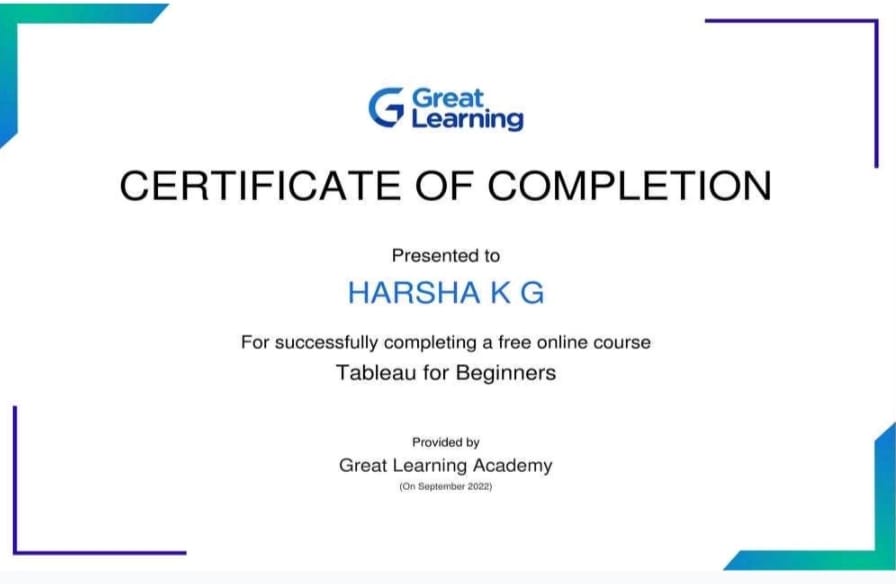 Great
Learning
CERTIFICATE OF COMPLETION
Presented to
HARSHA K G
For successfully completing a free online course
Tableau for Beginners
Provided by
Great Learning Academy
(On September 2022)